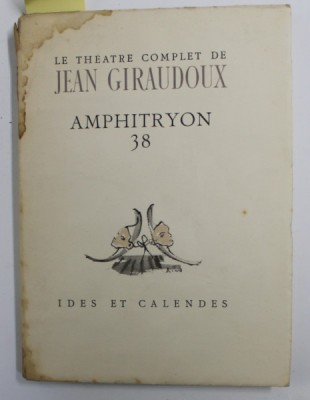 LE THÉATRE COMPLET DE
JEAN GIRAUDOUX
AMPHITRYON
38
IDES ET CALENDES